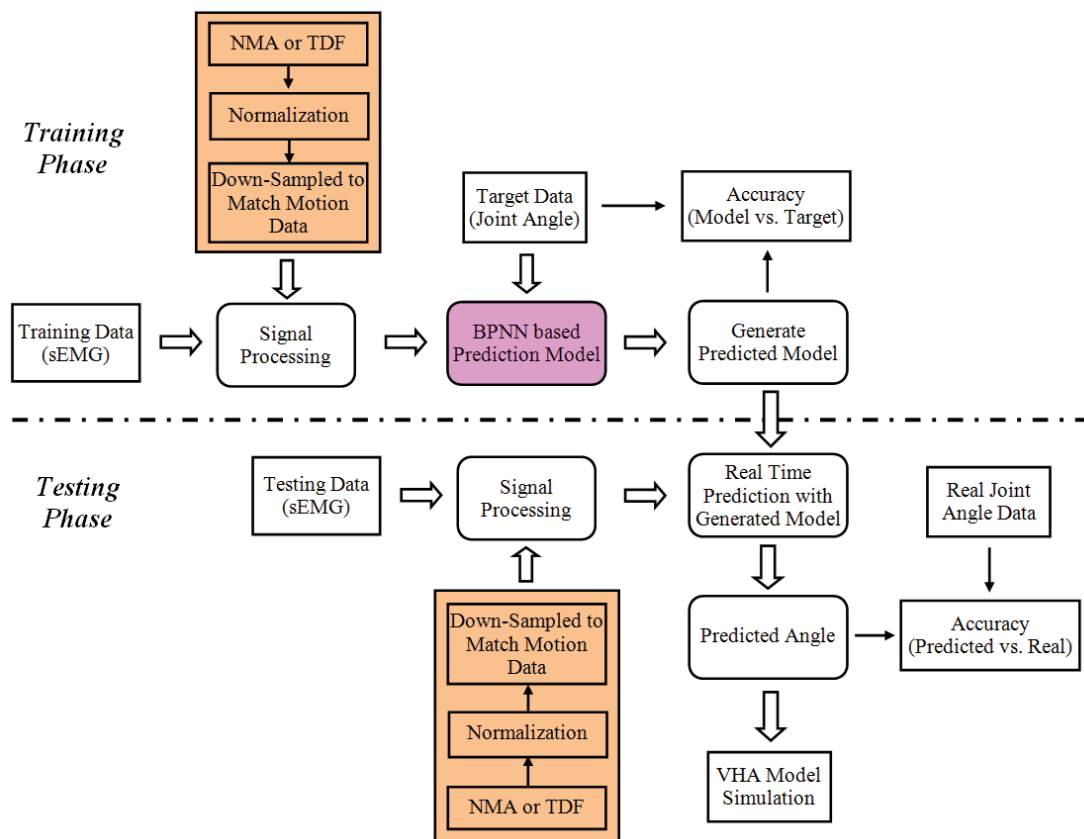 NMA or TDF
Normalization
Down-Sampled to
Match Motion
Data
Training
Phase
Target Data
(Joint Angle)
Accuracy
(Model vs. Target)
Training Data
(sEMG)
Signal
Processing
BPNN based
Prediction Model
Generate
Predicted Model
Testing
Phase
Testing Data
(sEMG)
Signal
Processing
Real Time
Prediction with
Generated Model
Real Joint
Angle Data
Down-Sampled to
Match Motion
Data
Normalization
NMA or TDF
Predicted Angle
Accuracy
(Predicted vs. Real)
VHA Model
Simulation